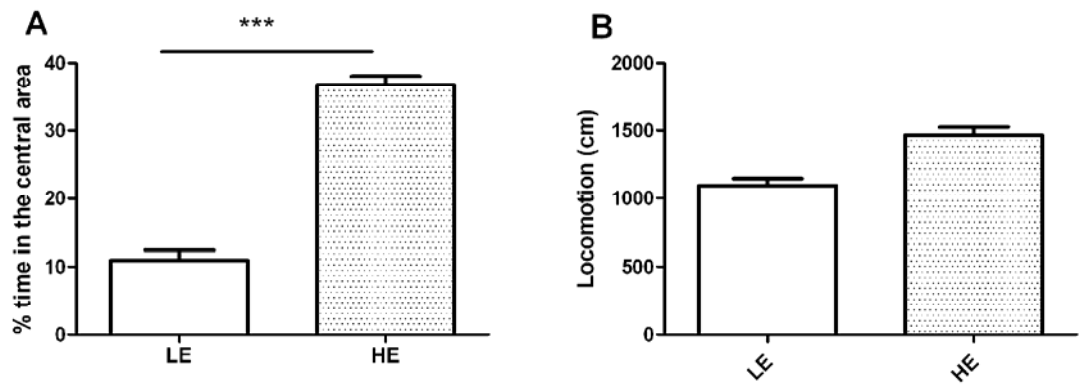 A
***
% time in the central area
40
30
20
10
0
LE
HE
B
Locomotion (cm)
2000
1500
1000
500
0
LE
HE